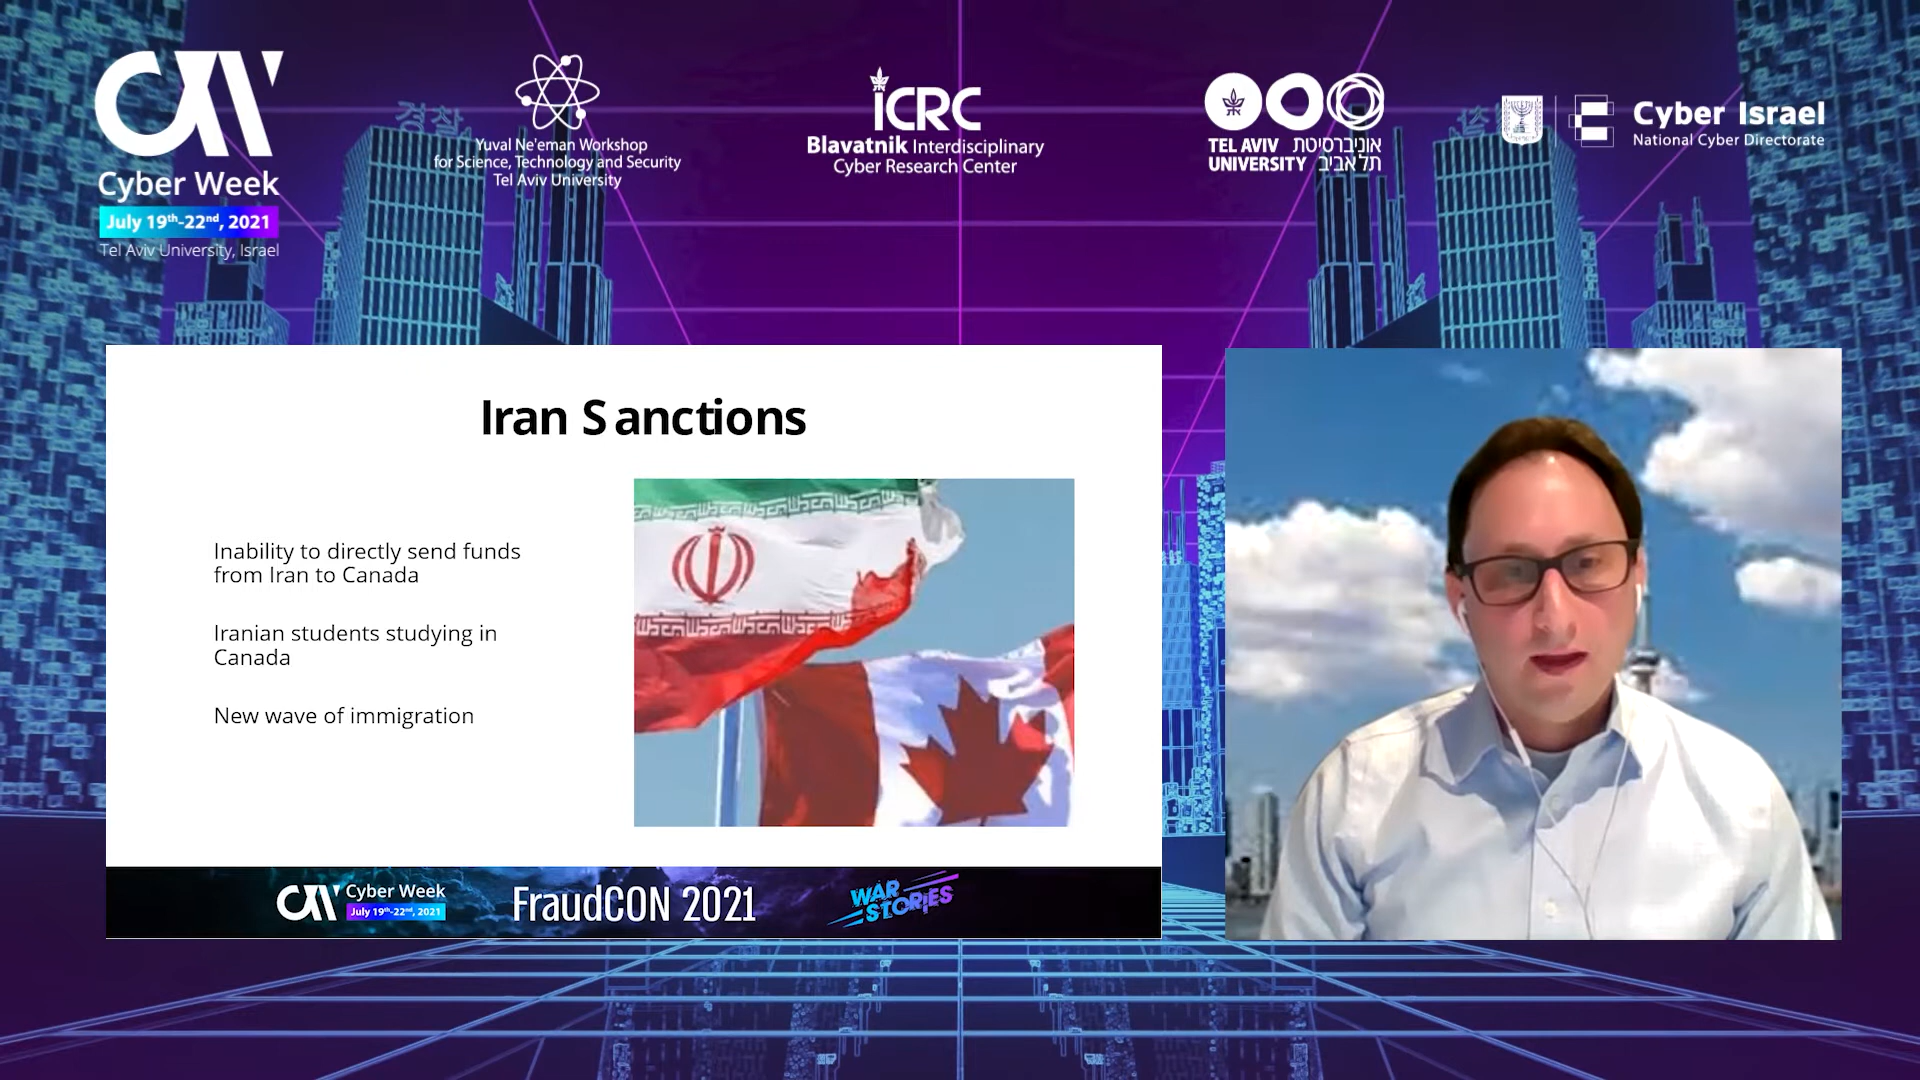 Cyber Week
July 19th-22nd, 2021
Tel Aviv University, Israel
Yuval Ne'eman Workshop
for Science, Technology and Security
Tel Aviv University
iCRC
Blavatnik Interdisciplinary
Cyber Research Center
TEL AVIV אוניברסיטת
UNIVERSITY תל אביב
Cyber Israel
National Cyber Directorate
경찰
Iran Sanctions
Inability to directly send funds
from Iran to Canada
Iranian students studying in
Canada
New wave of immigration
Cyber Week
July 19th-22nd, 2021
FraudCON 2021
WAR
STORIES